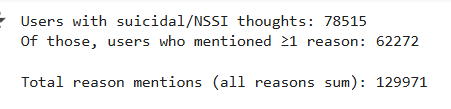 Users with suicidal/NSSI thoughts: 78515
Of those, users who mentioned ≥1 reason: 62272
Total reason mentions (all reasons sum): 129971